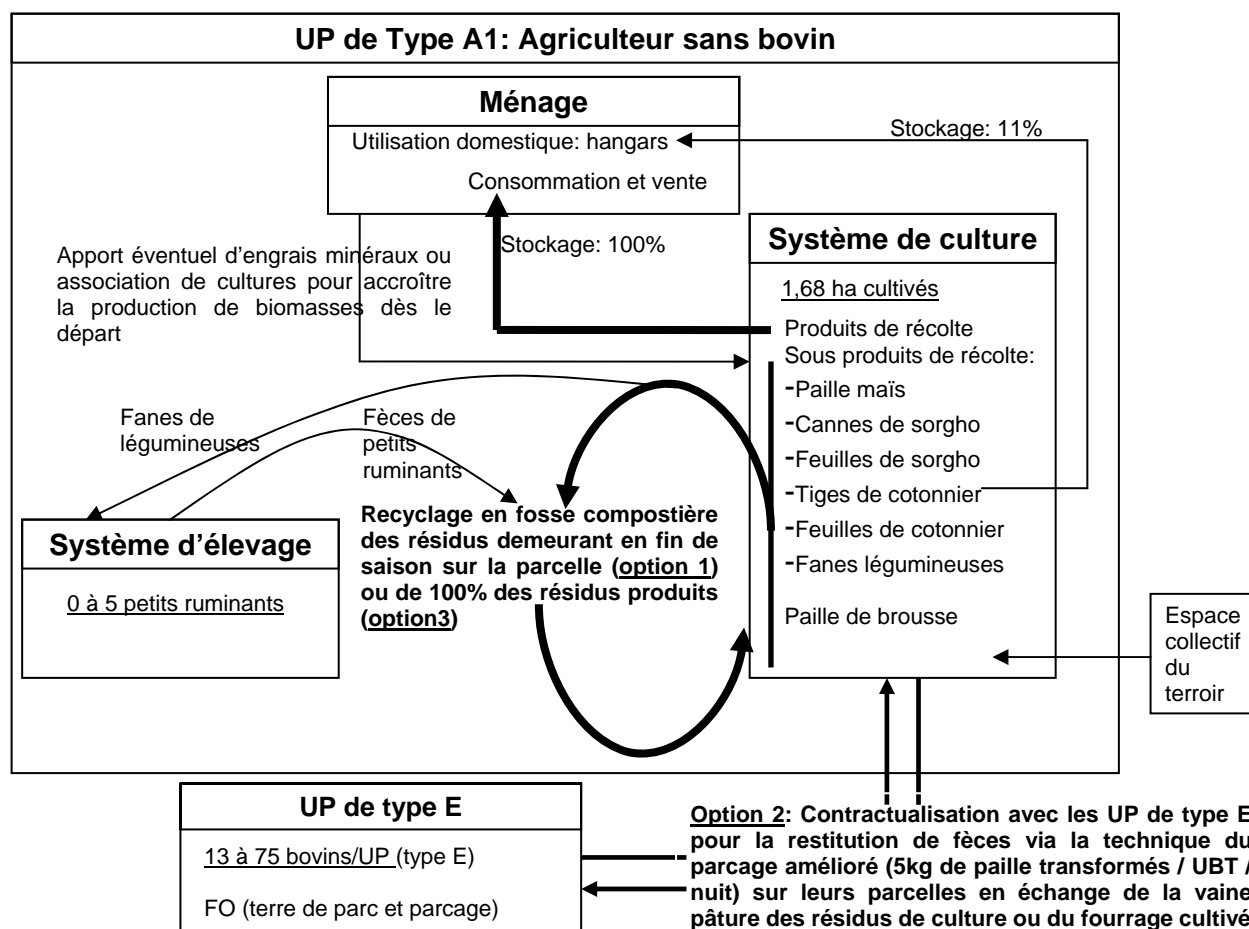 UP de Type A1: Agriculteur sans bovin
Ménage
Utilisation domestique: hangars
Consommation et vente
Stockage: 11%
Stockage: 100%
Apport éventuel d'engrais minéraux ou
association de cultures pour accroître
la production de biomasses dès le
départ
Système de culture
1,68 ha cultivés
Produits de récolte
Sous produits de récolte:
-Paille maïs
-Cannes de sorgho
-Feuilles de sorgho
-Tiges de cotonnier
-Feuilles de cotonnier
-Fanes légumineuses
Paille de brousse
Fanes de
légumineuses
Fèces de
petits
ruminants
Recyclage en fosse compostière
des résidus demeurant en fin de
saison sur la parcelle (option 1)
ou de 100% des résidus produits
(option3)
Système d'élevage
0 à 5 petits ruminants
Espace
collectif
du
terroir
UP de type E
13 à 75 bovins/UP (type E)
FO (terre de parc et parcage)
Option 2: Contractualisation avec les UP de type E
pour la restitution de fèces via la technique du
parcage amélioré (5kg de paille transformés / UBT /
nuit) sur leurs parcelles en échange de la vaine
pâture des résidus de culture ou du fourrage cultivé